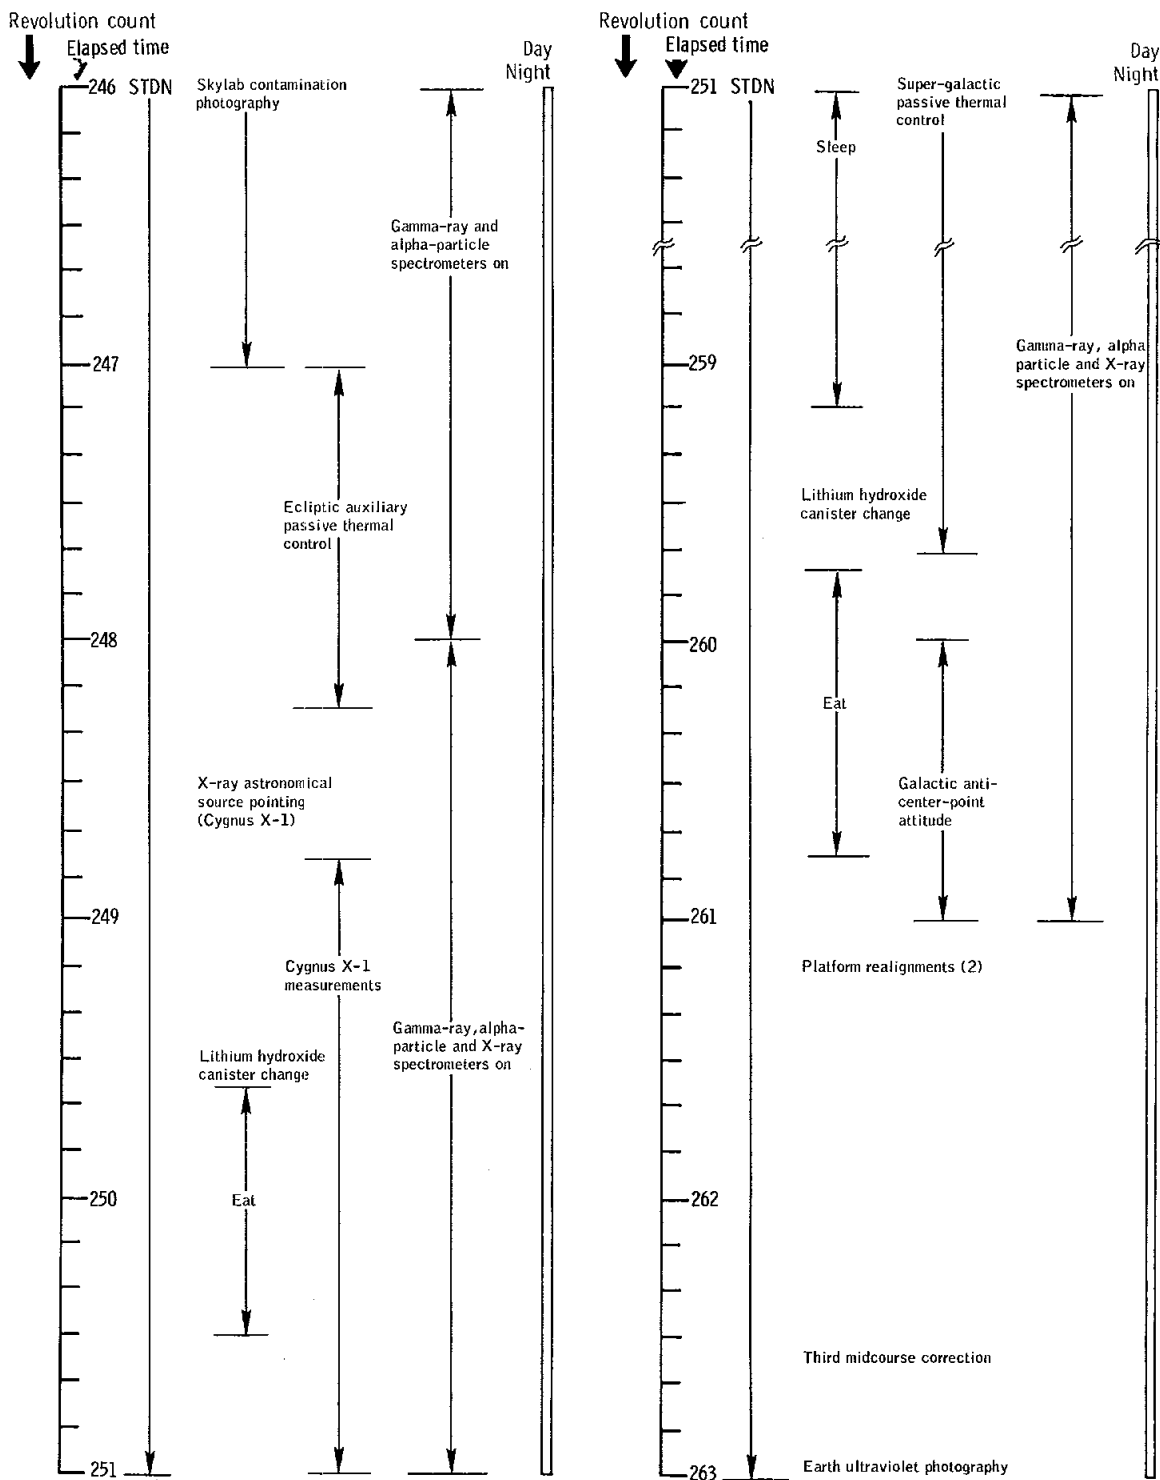 Revolution count
Elapsed time
Day
Night
246 STDN
Skylab contamination
photography
Gamma-ray and
alpha-particle
spectrometers on
247
Ecliptic auxiliary
passive thermal
control
248
X-ray astronomical
source pointing
(Cygnus X-1)
249
Cygnus X-1
measurements
Gamma-ray, alpha-
particle and X-ray
spectrometers on
Lithium hydroxide
canister change
250
Eat
251
Revolution count
Elapsed time
Day
Night
251 STDN
Super-galactic
passive thermal
control
Sleep
259
Gamma-ray, alpha
particle and X-ray
spectrometers on
Lithium hydroxide
canister change
260
Eat
Galactic anti-
center-point
attitude
261
Platform realignments (2)
262
Third midcourse correction
263
Earth ultraviolet photography